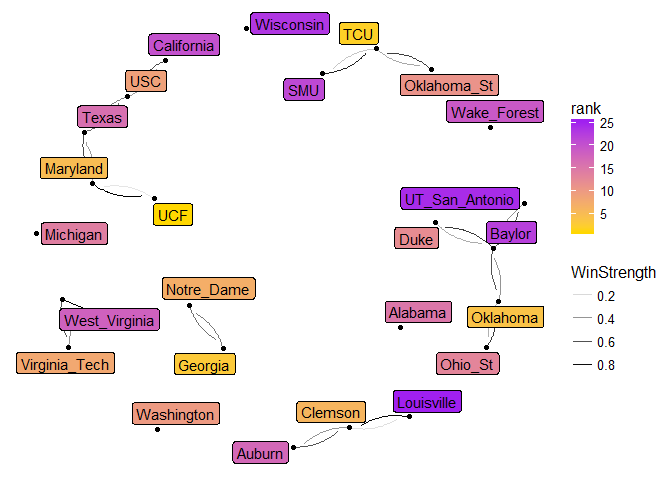 Wisconsin
TCU
California
USC
SMU
Oklahoma_St
Texas
Wake_Forest
Maryland
UCF
UT_San_Antonio
Duke
Baylor
Michigan
Notre_Dame
West_Virginia
Alabama
Oklahoma
Virginia_Tech
Georgia
Ohio_St
Washington
Clemson
Louisville
Auburn
rank
25
20
15
10
5
WinStrength
0.2
0.4
0.6
0.8